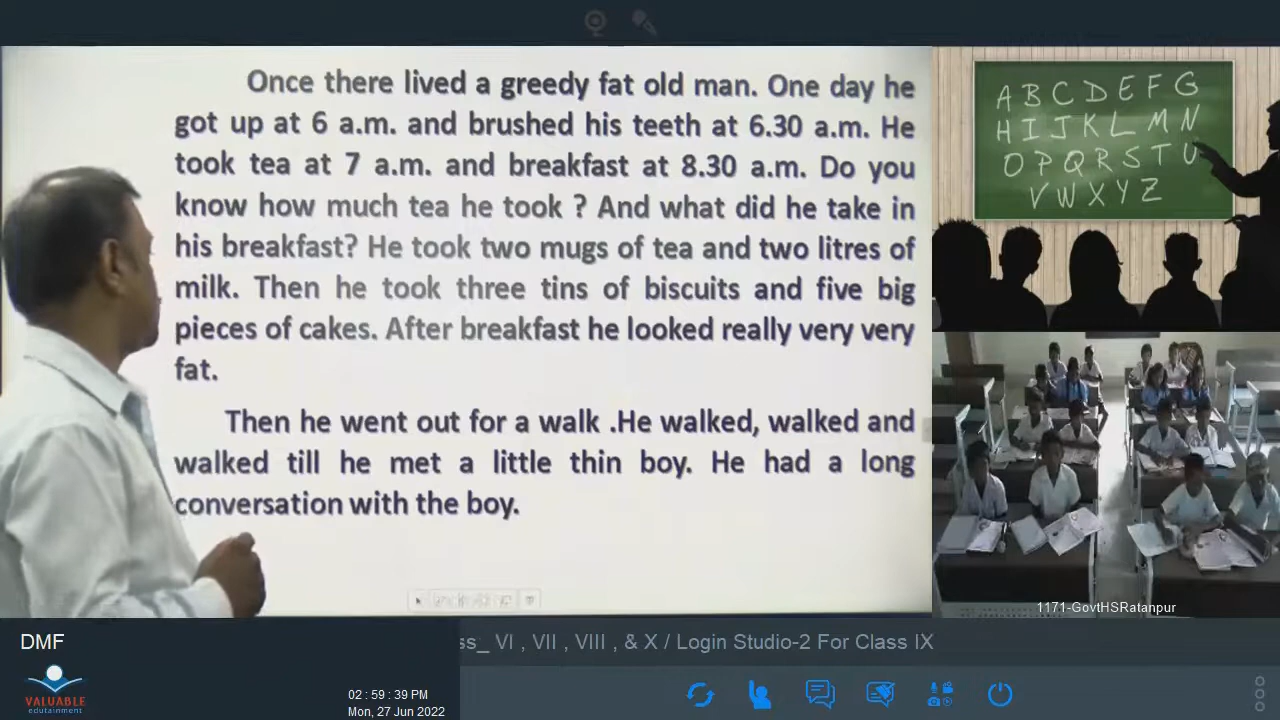 Once there lived a greedy fat old man. One day he
got up at 6 a.m. and brushed his teeth at 6.30 a.m. He
took tea at 7 a.m. and breakfast at 8.30 a.m. Do you
know how much tea he took ? And what did he take in
his breakfast? He took two mugs of tea and two litres of
milk. Then he took three tins of biscuits and five big
pieces of cakes. After breakfast he looked really very very
fat.
Then he went out for a walk .He walked, walked and
walked till he met a little thin boy. He had a long
conversation with the boy.
A B C D E F G
H I J K L M N
O P Q R S T U
V W X Y Z
1171-GovtHSRatanpur
DMF
ss_ VI , VII , VIII , & X / Login Studio-2 For Class IX
VALUABLE
edutainment
02 : 59 : 39 PM
Mon, 27 Jun 2022